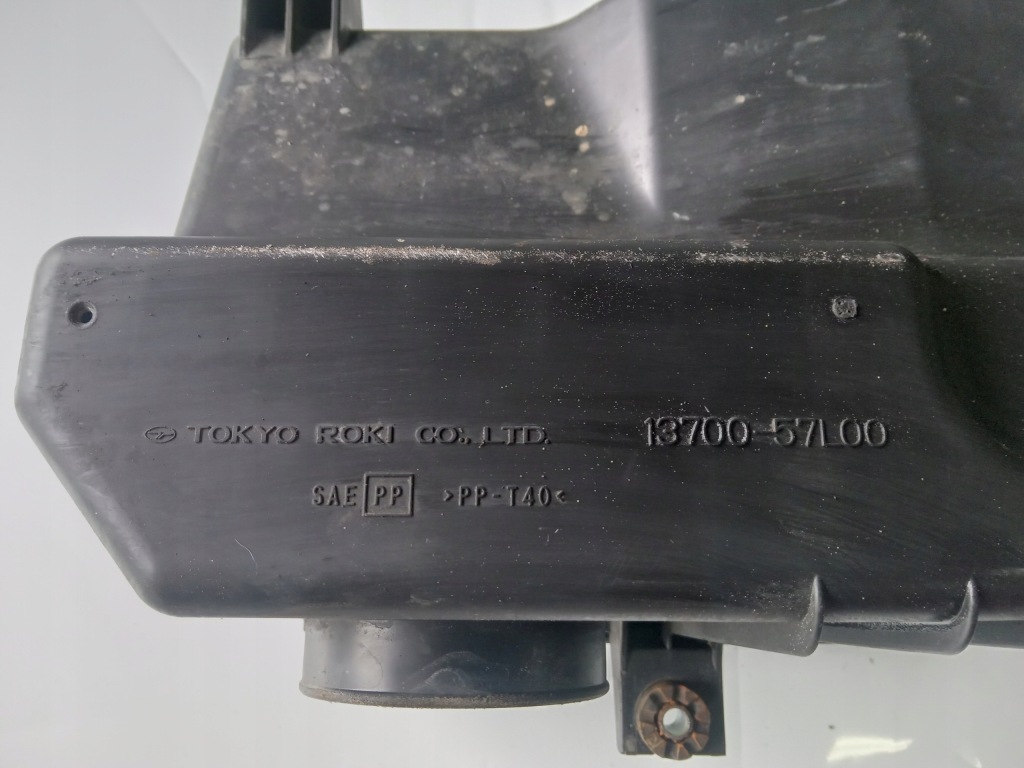 TOKYO ROKI CO., LTD. 13700-57L00
SAE PP >PP-T40<